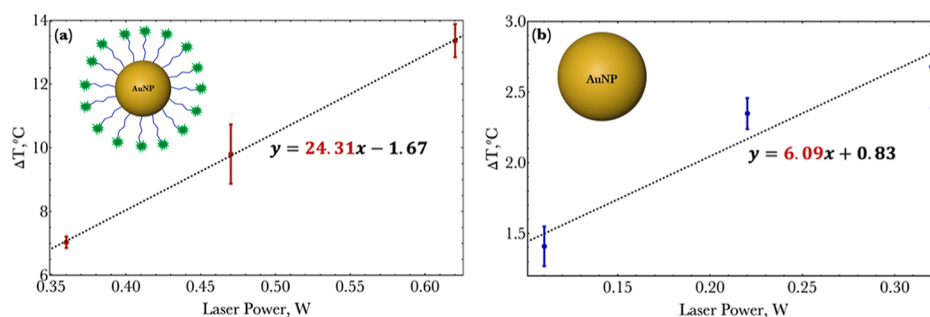 (a)
AuNP
y = 24.31x − 1.67
ΔT,°C
14
12
10
8
6
0.35
0.40
0.45
0.50
0.55
0.60
Laser Power, W
(b)
AuNP
y = 6.09x + 0.83
ΔT,°C
3.0
2.5
2.0
1.5
0.15
0.20
0.25
0.30
Laser Power, W